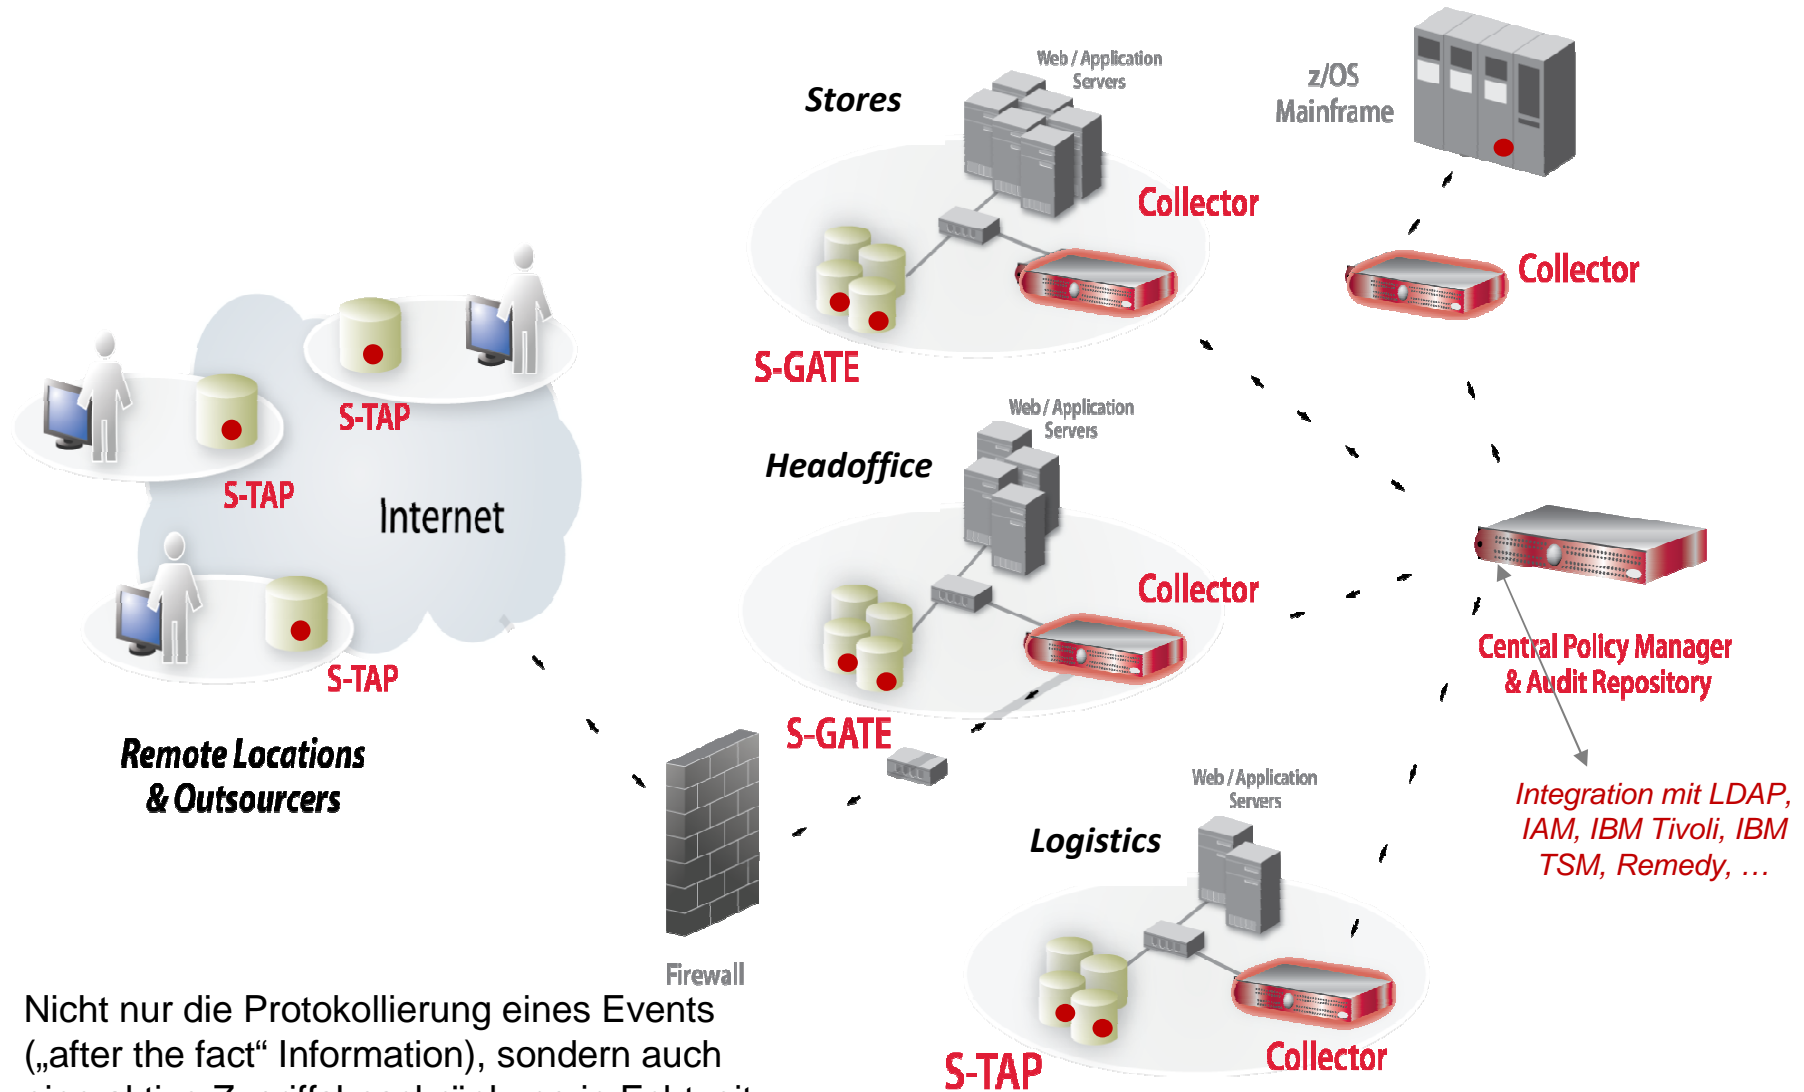 Web / Application
Servers
Stores
z/OS
Mainframe
Collector
Collector
S-GATE
S-TAP
S-TAP
Internet
S-TAP
Web / Application
Servers
Headoffice
Collector
S-GATE
Central Policy Manager
& Audit Repository
Remote Locations
& Outsourcers
Firewall
Web / Application
Servers
Logistics
Integration mit LDAP,
IAM, IBM Tivoli, IBM
TSM, Remedy, …
S-TAP
Collector
Nicht nur die Protokollierung eines Events
(„after the fact“ Information), sondern auch